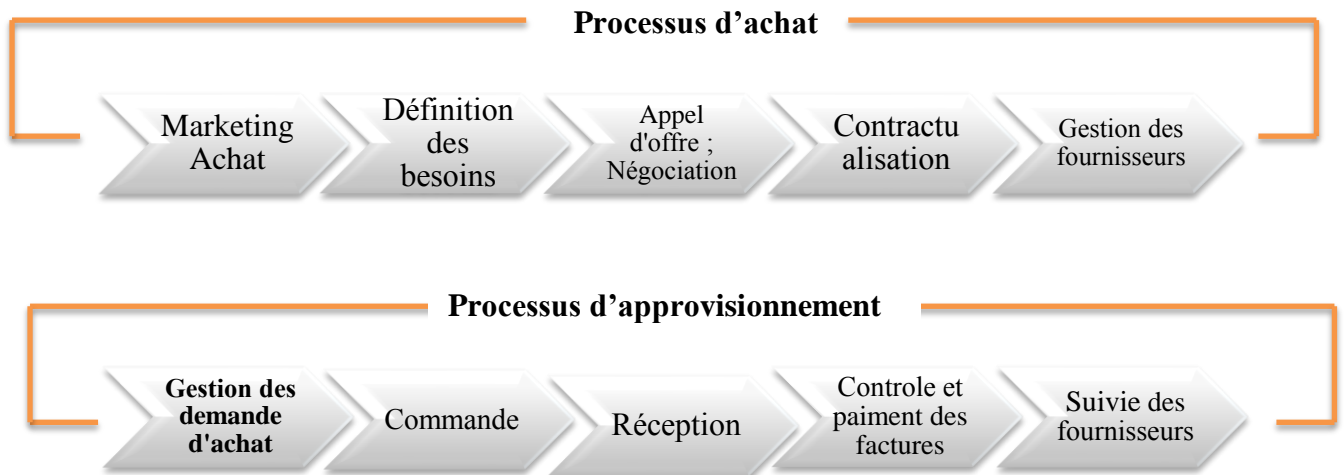 Processus d’achat
Marketing
Achat
Définition
des
besoins
Appel
d'offre ;
Négociation
Contractu
alisation
Gestion des
fournisseurs
Processus d’approvisionnement
Gestion des
demande
d'achat
Commande
Réception
Controle et
paiment des
factures
Suivie des
fournisseurs